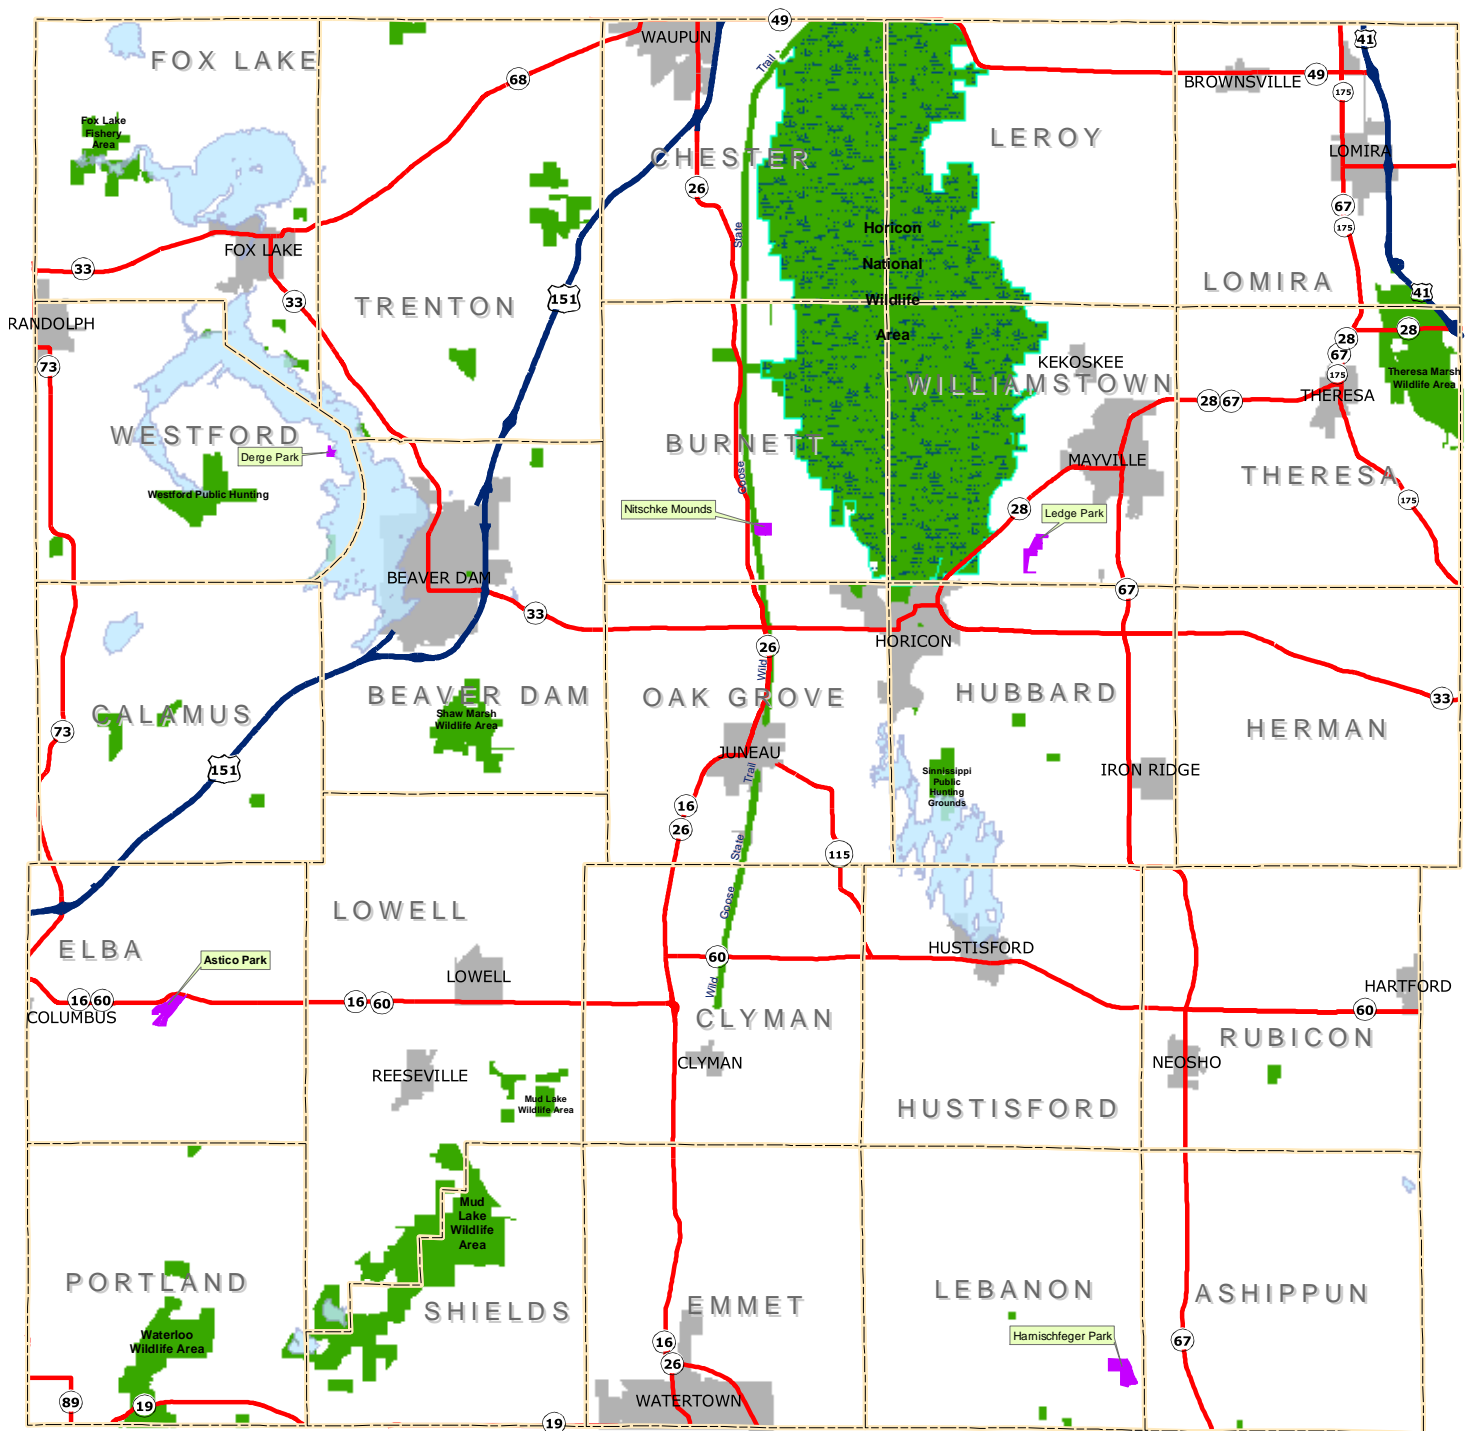 49
WAUPUN
41
FOX LAKE
Trail
68
49
BROWNSVILLE
175
Fox Lake
Fishery
Area
LEROY
CHESTER
LOMIRA
26
67
175
Horicon
National
Wildlife
Area
State
FOX LAKE
33
33
TRENTON
151
LOMIRA
41
RANDOLPH
28
28
67
73
KEKOSKEE
175
Theresa Marsh
Wildlife Area
WILLIAMSTOWN
THERESA
28
67
WESTFORD
BURNETT
Derge Park
MAYVILLE
THERESA
Goose
Westford Public Hunting
175
Nitschke Mounds
28
Ledge Park
BEAVER DAM
67
33
HORICON
26
Wild
BEAVER DAM
OAK GROVE
HUBBARD
33
Shaw Marsh
Wildlife Area
CALAMUS
73
HERMAN
JUNEAU
151
Trail
IRON RIDGE
Sinnissippi
Public
Hunting
Grounds
16
26
State
115
LOWELL
Goose
ELBA
Astico Park
60
HUSTISFORD
LOWELL
Wild
HARTFORD
16
60
16
60
COLUMBUS
CLYMAN
60
RUBICON
CLYMAN
NEOSHO
REESEVILLE
Mud Lake
Wildlife Area
HUSTISFORD
Mud
Lake
Wildlife
Area
PORTLAND
LEBANON
ASHIPPUN
SHIELDS
EMMET
Waterloo
Wildlife Area
Harnischfeger Park
16
67
26
89
19
WATERTOWN
19